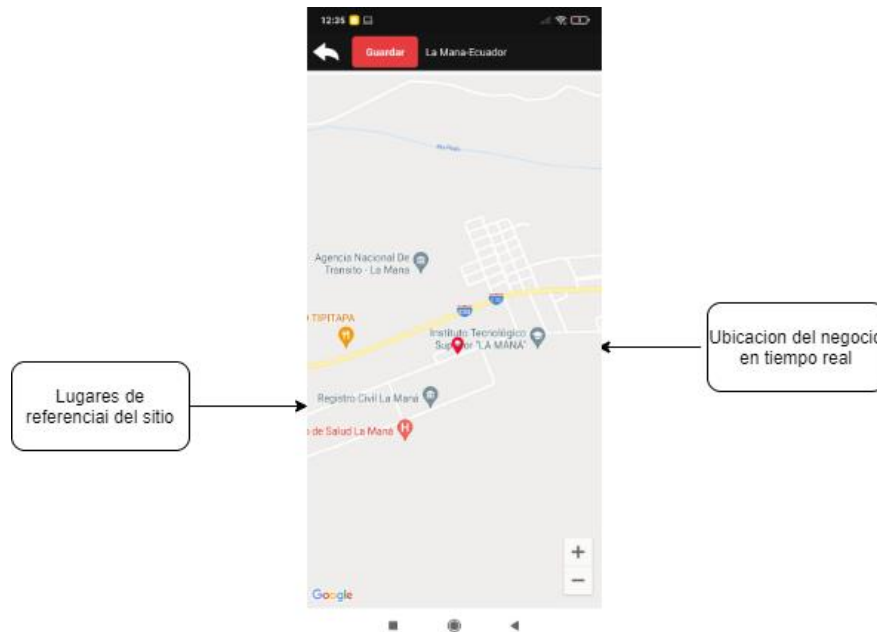 12:35
Guardar La Mana-Ecuador
Agencia Nacional De
Transito - La Mana
TIPITAPA
Instituto Tecnológico
Superior "LA MANÁ"
Ubicacion del negocio
en tiempo real
Lugares de
referenciai del sitio
Registro Civil La Maná
de Salud La Maná
Google